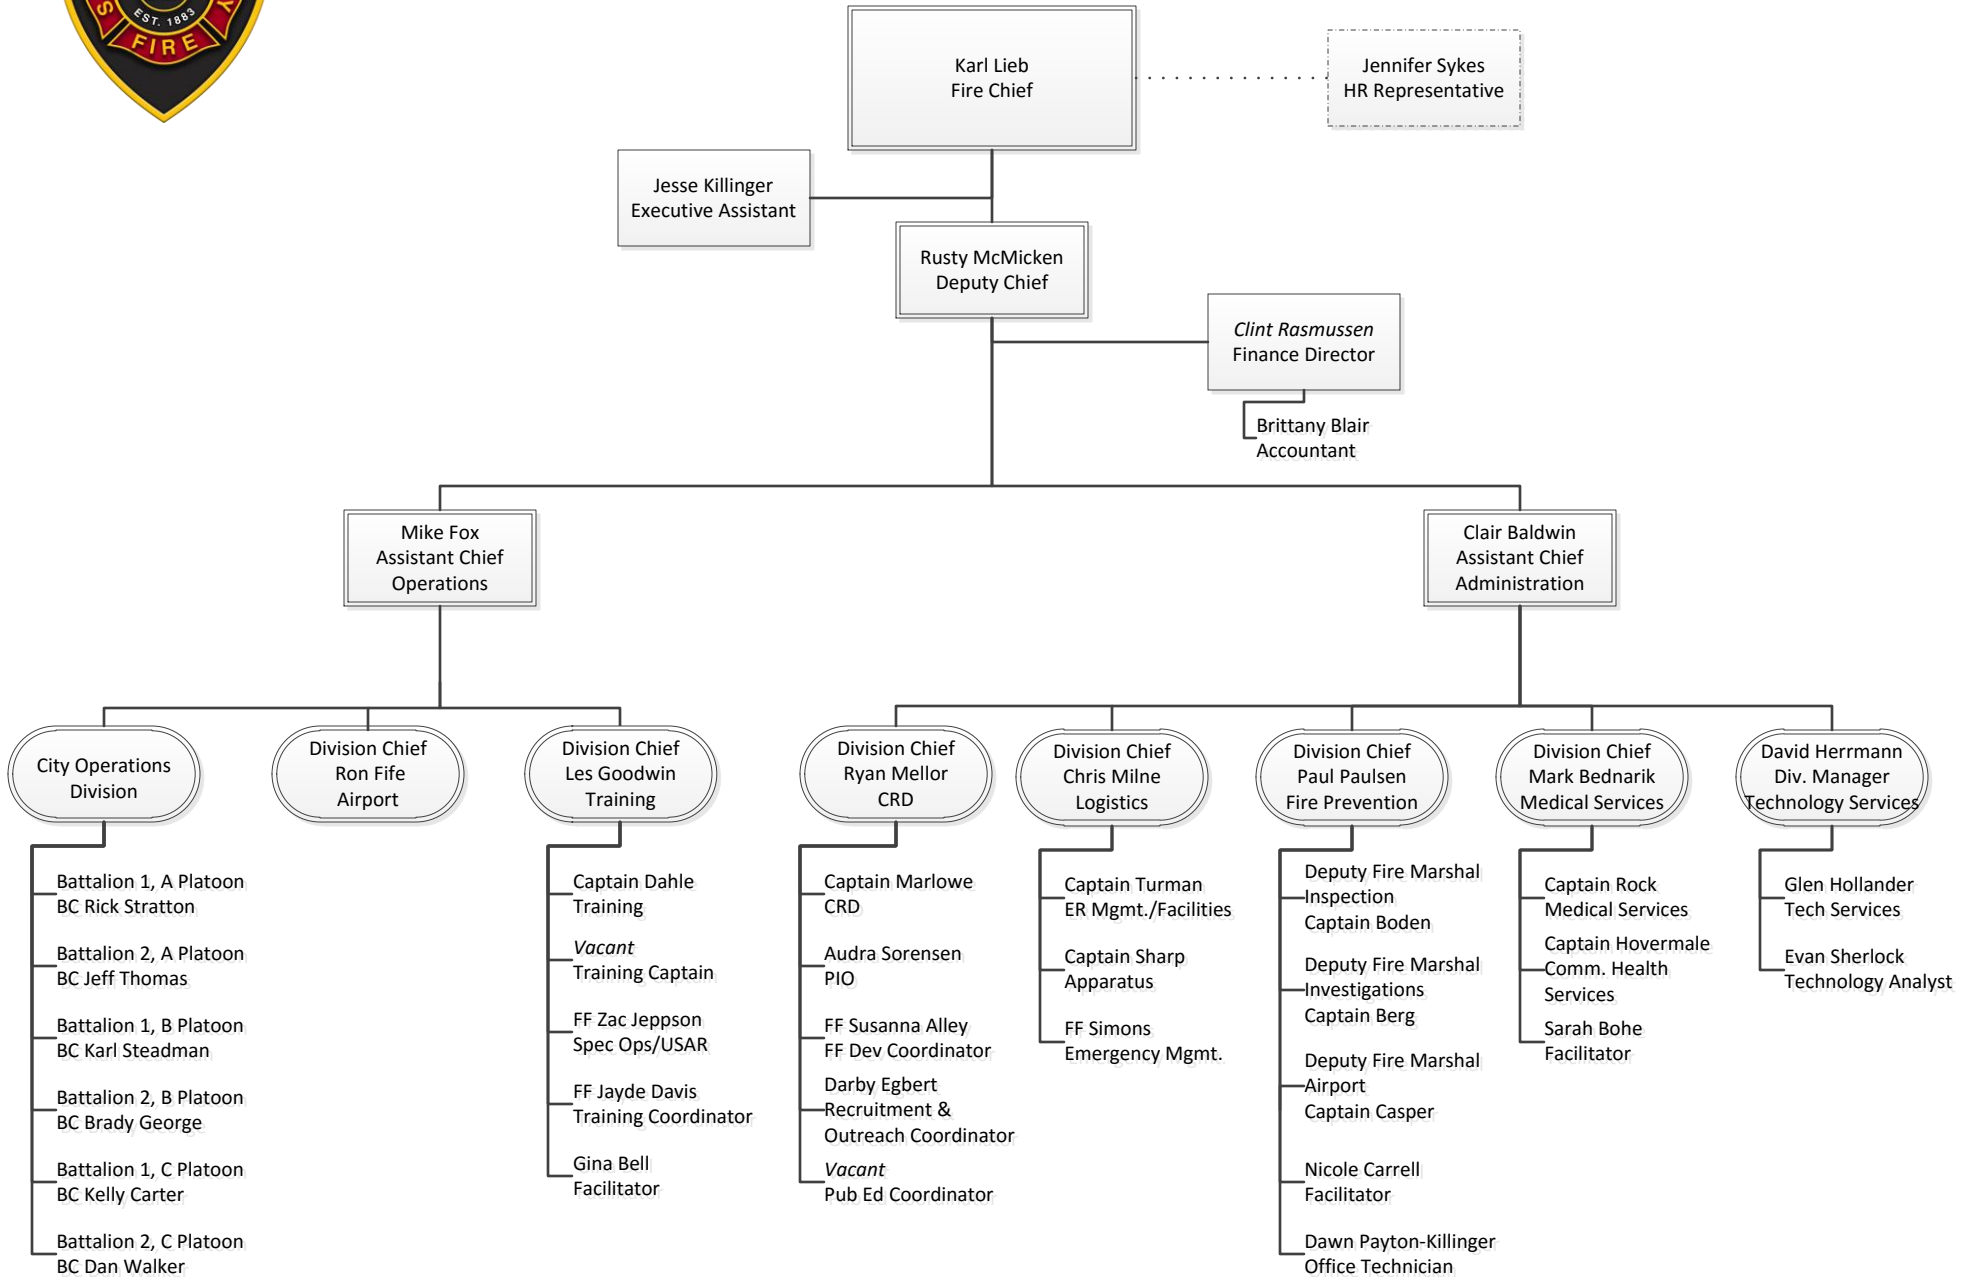 EST. 1883
FIRE
Karl Lieb
Fire Chief
Jennifer Sykes
HR Representative
Jesse Killinger
Executive Assistant
Rusty McMicken
Deputy Chief
Clint Rasmussen
Finance Director
Brittany Blair
Accountant
Mike Fox
Assistant Chief
Operations
Clair Baldwin
Assistant Chief
Administration
City Operations
Division
Division Chief
Ron Fife
Airport
Division Chief
Les Goodwin
Training
Division Chief
Ryan Mellor
CRD
Division Chief
Chris Milne
Logistics
Division Chief
Paul Paulsen
Fire Prevention
Division Chief
Mark Bednarik
Medical Services
David Herrmann
Div. Manager
Technology Services
Battalion 1, A Platoon
BC Rick Stratton
Battalion 2, A Platoon
BC Jeff Thomas
Battalion 1, B Platoon
BC Karl Steadman
Battalion 2, B Platoon
BC Brady George
Battalion 1, C Platoon
BC Kelly Carter
Battalion 2, C Platoon
BC Dan Walker
Captain Dahle
Training
Vacant
Training Captain
FF Zac Jeppson
Spec Ops/USAR
FF Jayde Davis
Training Coordinator
Gina Bell
Facilitator
Captain Marlowe
CRD
Audra Sorensen
PIO
FF Susanna Alley
FF Dev Coordinator
Darby Egbert
Recruitment &
Outreach Coordinator
Vacant
Pub Ed Coordinator
Captain Turman
ER Mgmt./Facilities
Captain Sharp
Apparatus
FF Simons
Emergency Mgmt.
Deputy Fire Marshal
Inspection
Captain Boden
Deputy Fire Marshal
Investigations
Captain Berg
Deputy Fire Marshal
Airport
Captain Casper
Nicole Carrell
Facilitator
Dawn Payton-Killinger
Office Technician
Captain Rock
Medical Services
Captain Hovermale
Comm. Health
Services
Sarah Bohe
Facilitator
Glen Hollander
Tech Services
Evan Sherlock
Technology Analyst